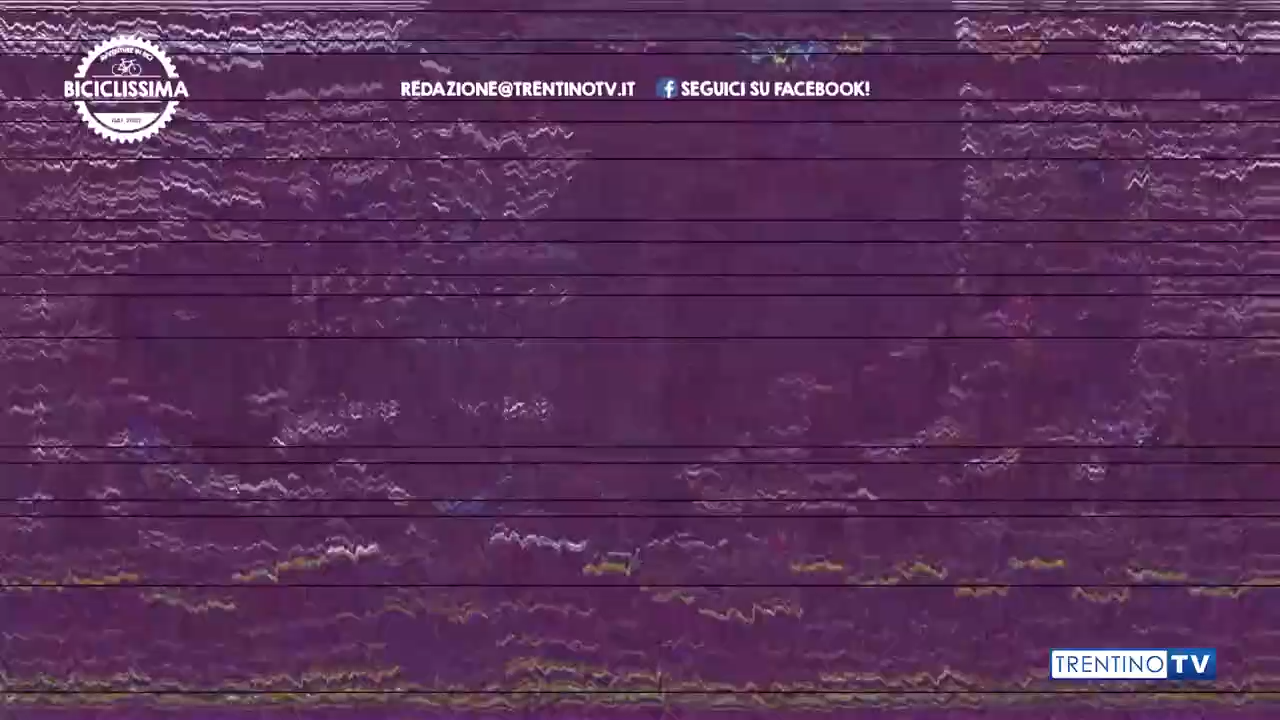 BICICLISSIMA
REDAZIONE@TRENTINOTV.IT
SEGUICI SU FACEBOOK!
TRENTINO TV